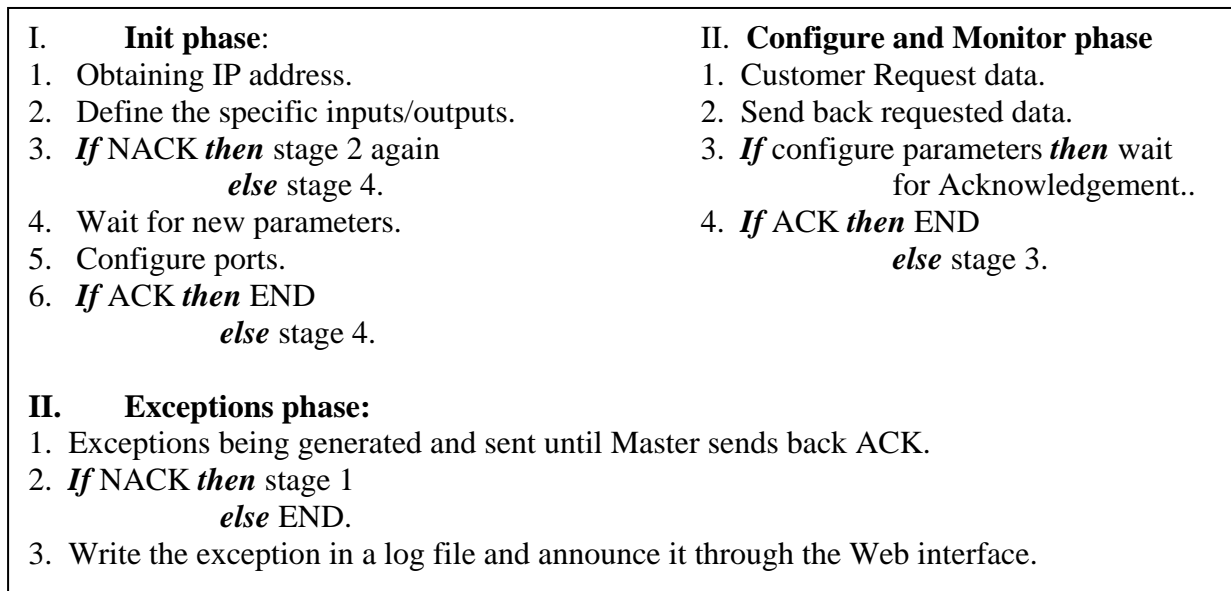 I. Init phase:
1. Obtaining IP address.
2. Define the specific inputs/outputs.
3. If NACK then stage 2 again
else stage 4.
4. Wait for new parameters.
5. Configure ports.
6. If ACK then END
else stage 4.
II. Configure and Monitor phase
1. Customer Request data.
2. Send back requested data.
3. If configure parameters then wait
for Acknowledgement..
4. If ACK then END
else stage 3.
II. Exceptions phase:
1. Exceptions being generated and sent until Master sends back ACK.
2. If NACK then stage 1
else END.
3. Write the exception in a log file and announce it through the Web interface.